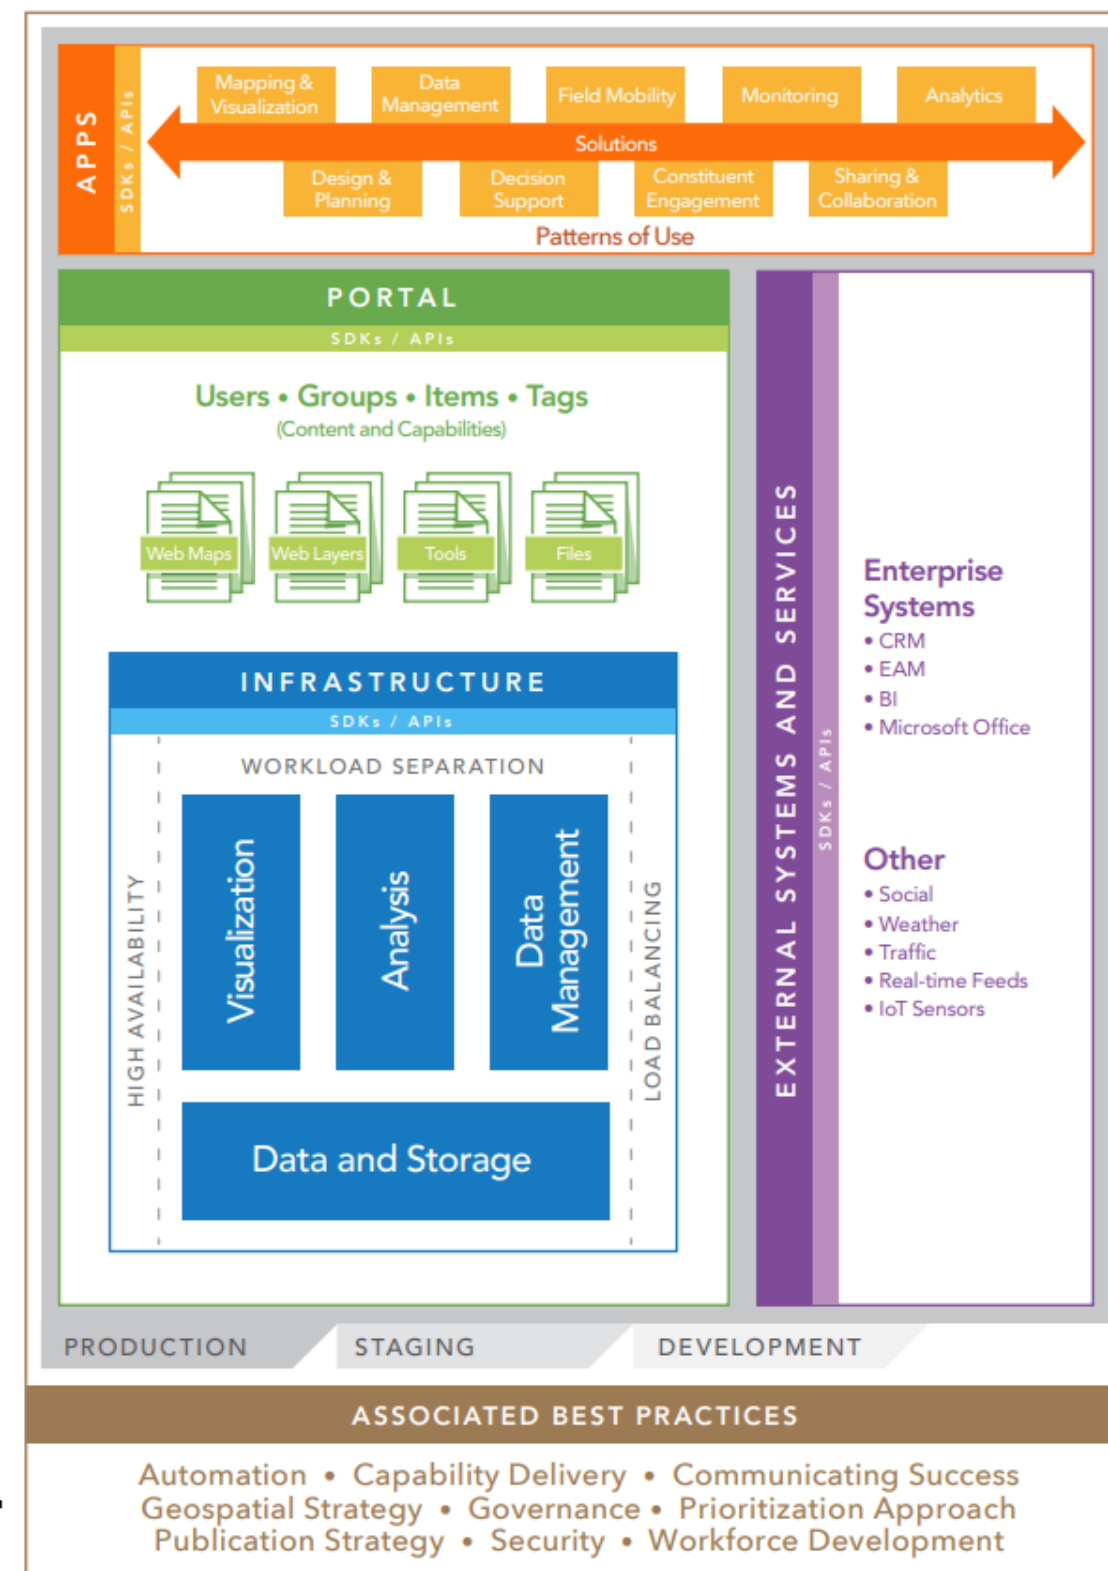 APPS
SDKs / APIs
Mapping &
Visualization
Data
Management
Field Mobility
Monitoring
Analytics
Solutions
Design &
Planning
Decision
Support
Constituent
Engagement
Sharing &
Collaboration
Patterns of Use
PORTAL
SDKs / APIs
Users • Groups • Items • Tags
(Content and Capabilities)
Web Maps
Web Layers
Tools
Files
INFRASTRUCTURE
SDKs / APIs
WORKLOAD SEPARATION
HIGH AVAILABILITY
Visualization
Analysis
Data
Management
LOAD BALANCING
Data and Storage
EXTERNAL SYSTEMS AND SERVICES
SDKs / APIs
Enterprise
Systems
• CRM
• EAM
• BI
• Microsoft Office
Other
• Social
• Weather
• Traffic
• Real-time Feeds
• IoT Sensors
PRODUCTION
STAGING
DEVELOPMENT
ASSOCIATED BEST PRACTICES
Automation • Capability Delivery • Communicating Success
Geospatial Strategy • Governance • Prioritization Approach
Publication Strategy • Security • Workforce Development